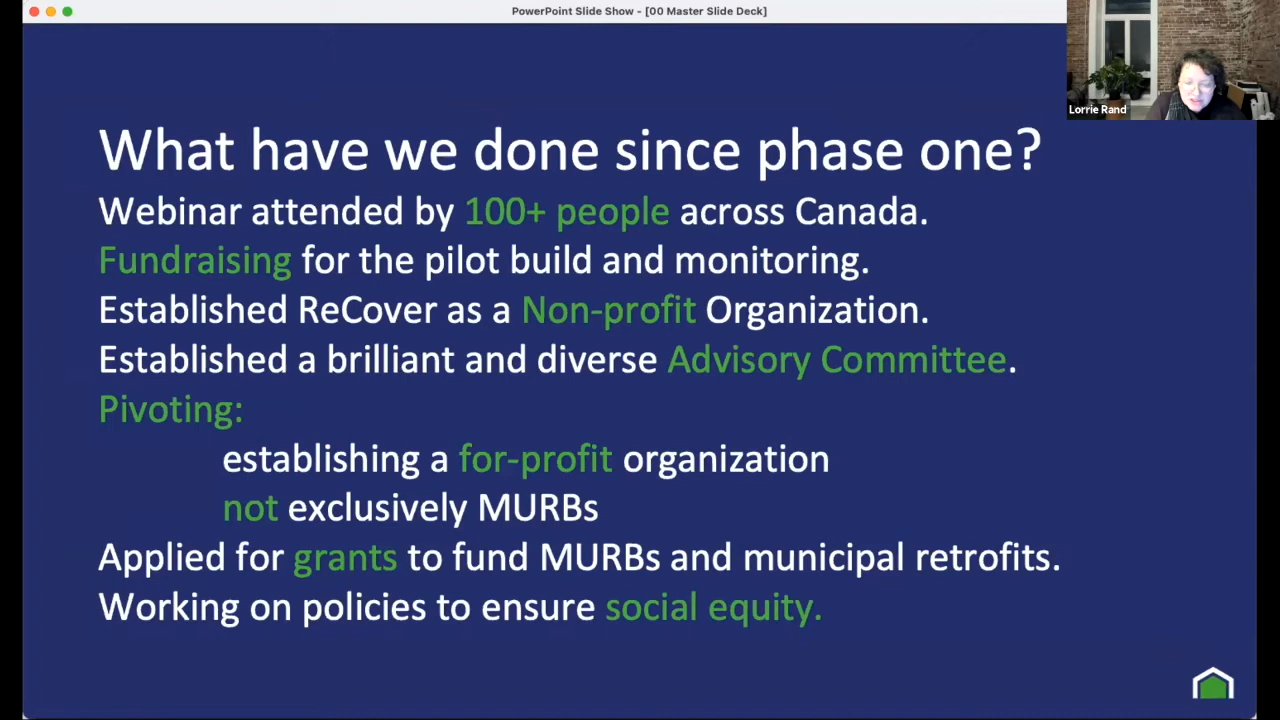 PowerPoint Slide Show - [00 Master Slide Deck]
Lorrie Rand
What have we done since phase one?
Webinar attended by 100+ people across Canada.
Fundraising for the pilot build and monitoring.
Established ReCover as a Non-profit Organization.
Established a brilliant and diverse Advisory Committee.
Pivoting:
establishing a for-profit organization
not exclusively MURBs
Applied for grants to fund MURBs and municipal retrofits.
Working on policies to ensure social equity.